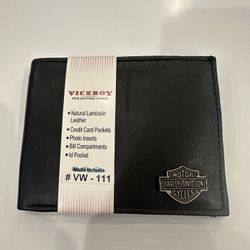 VICEROY
FINE LEATHER GOODS
• Natural Lambskin
Leather
• Credit Card Pockets
• Photo Inserts
• Bill Compartments
• Id Pocket
Made in India
# VW - 111
MOTOR
HARLEY-DAVIDSON
CYCLES